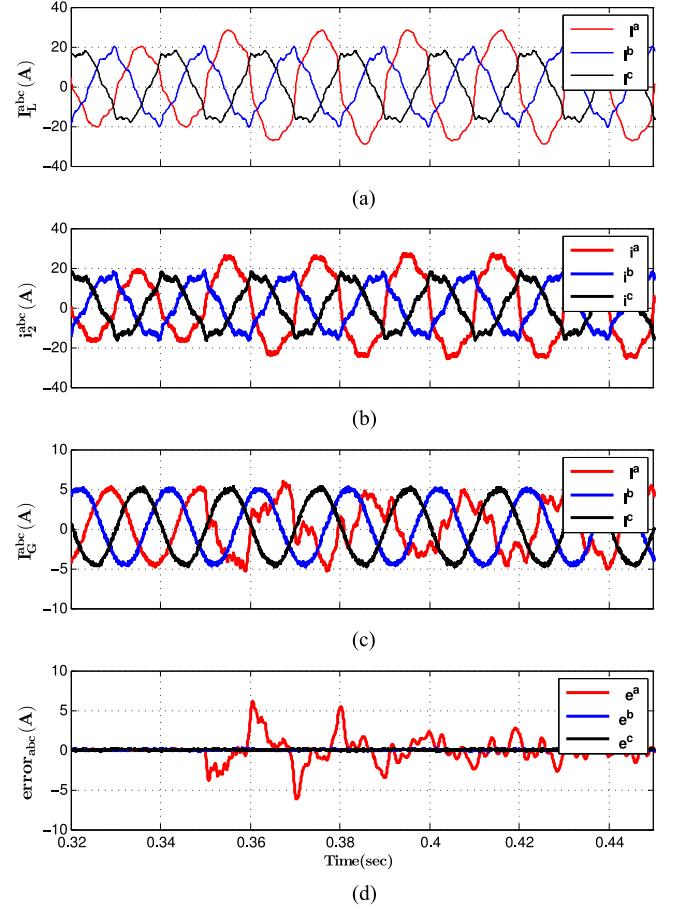 40
20
0
−20
−40
I_L^abc (A)
I^a
I^b
I^c
(a)
40
20
0
−20
−40
i_2^abc (A)
i^a
i^b
i^c
(b)
10
5
0
−5
−10
I_G^abc (A)
I^a
I^b
I^c
(c)
10
5
0
−5
−10
error_abc (A)
e^a
e^b
e^c
0.32 0.34 0.36 0.38 0.4 0.42 0.44
Time(sec)
(d)